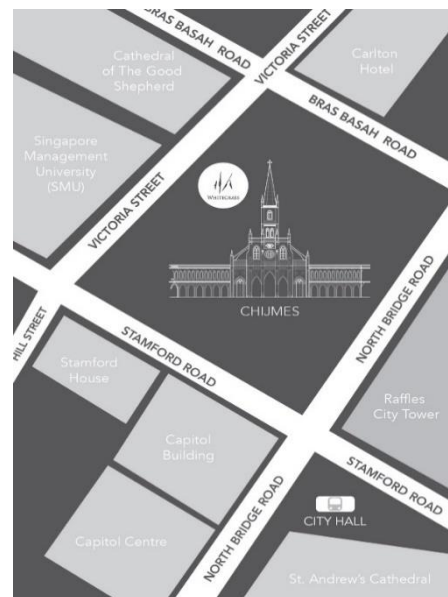 BRAS BASAH ROAD
VICTORIA STREET
Cathedral
of The Good
Shepherd
Carlton
Hotel
BRAS BASAH ROAD
Singapore
Management
University
(SMU)
WHITEGRASS
VICTORIA STREET
NORTH BRIDGE ROAD
CHIJMES
HILL STREET
STAMFORD ROAD
Stamford
House
Raffles
City Tower
Capitol
Building
STAMFORD ROAD
NORTH BRIDGE ROAD
CITY HALL
Capitol Centre
St. Andrew's Cathedral